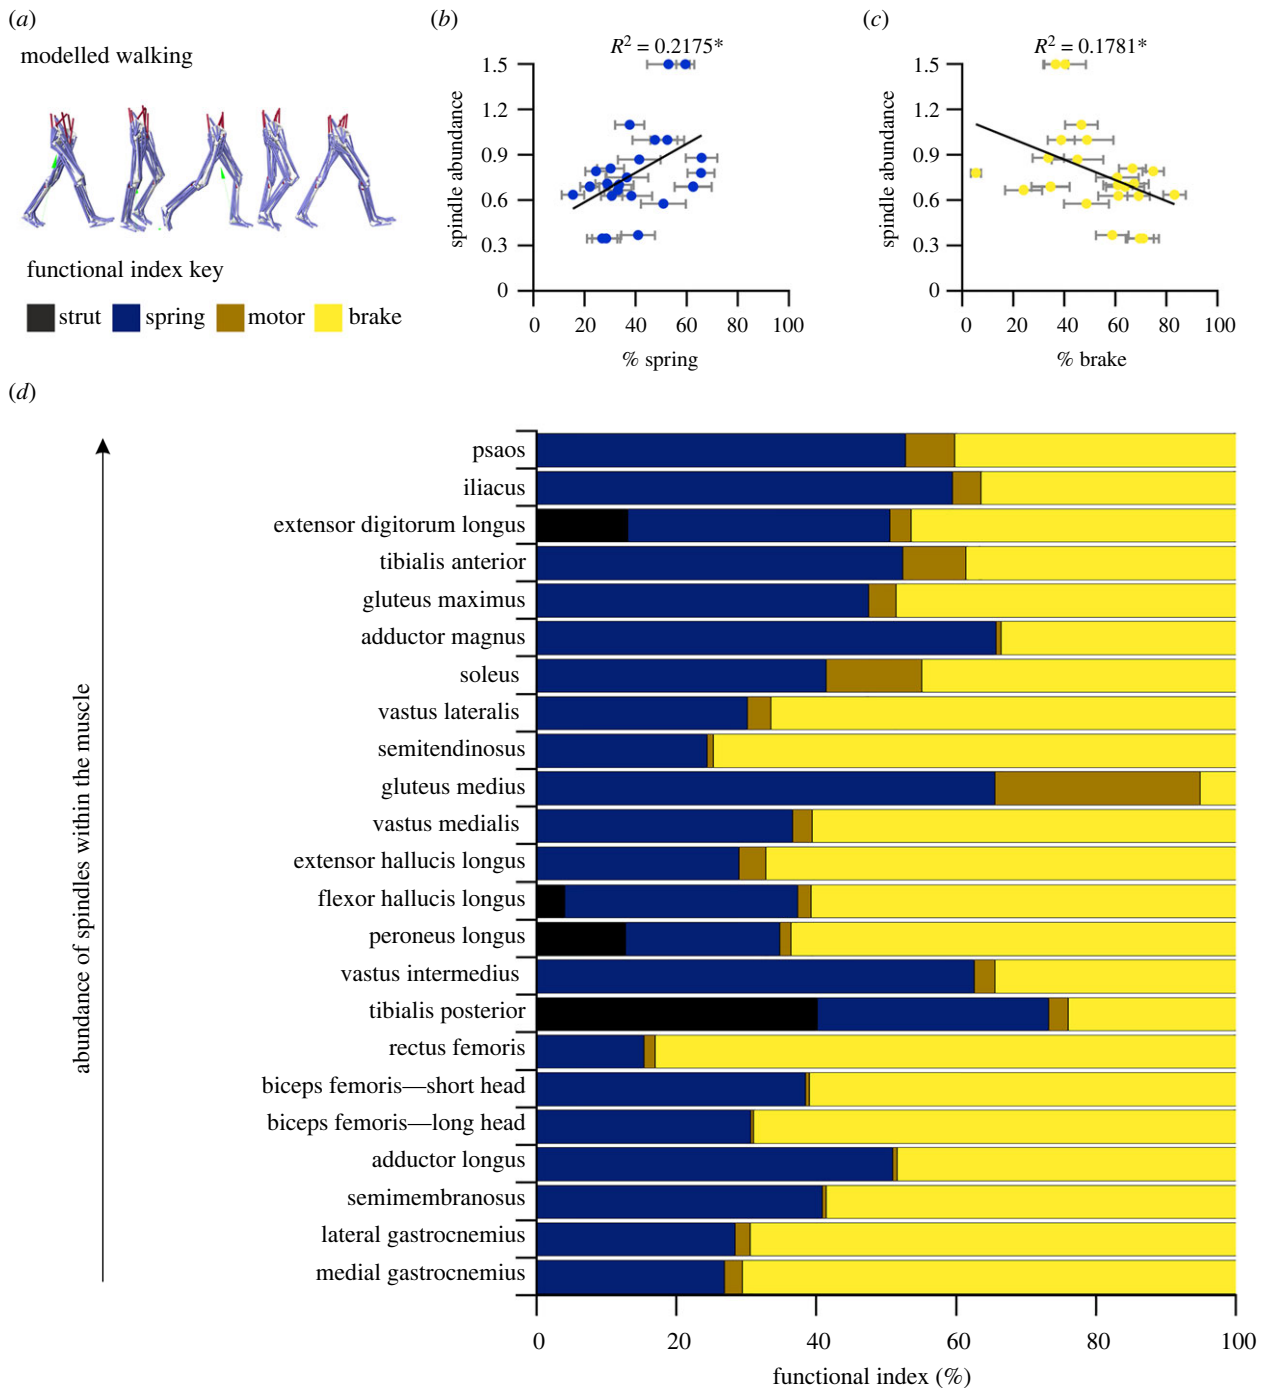 (a)
modelled walking
functional index key
strut
spring
motor
brake
(b)
R² = 0.2175*
spindle abundance
1.5
1.2
0.9
0.6
0.3
0
0 20 40 60 80 100
% spring
(c)
R² = 0.1781*
spindle abundance
1.5
1.2
0.9
0.6
0.3
0
0 20 40 60 80 100
% brake
(d)
abundance of spindles within the muscle
psaos
iliacus
extensor digitorum longus
tibialis anterior
gluteus maximus
adductor magnus
soleus
vastus lateralis
semitendinosus
gluteus medius
vastus medialis
extensor hallucis longus
flexor hallucis longus
peroneus longus
vastus intermedius
tibialis posterior
rectus femoris
biceps femoris—short head
biceps femoris—long head
adductor longus
semimembranosus
lateral gastrocnemius
medial gastrocnemius
0 20 40 60 80 100
functional index (%)